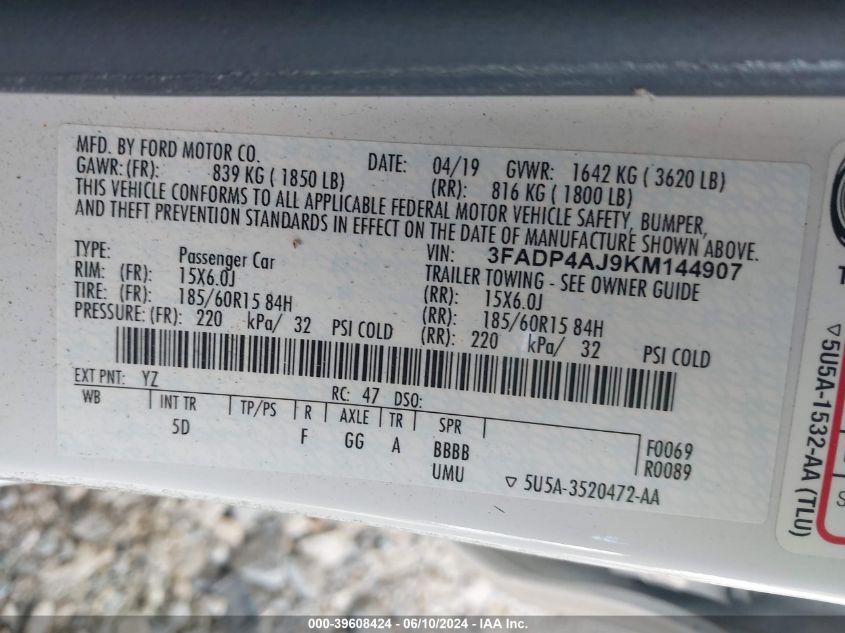 MFD. BY FORD MOTOR CO. DATE: 04/19 GVWR: 1642 KG ( 3620 LB)
GAWR: (FR): 839 KG ( 1850 LB) (RR): 816 KG ( 1800 LB)
THIS VEHICLE CONFORMS TO ALL APPLICABLE FEDERAL MOTOR VEHICLE SAFETY, BUMPER,
AND THEFT PREVENTION STANDARDS IN EFFECT ON THE DATE OF MANUFACTURE SHOWN ABOVE.
TYPE: Passenger Car VIN: 3FADP4AJ9KM144907
TRAILER TOWING - SEE OWNER GUIDE
RIM: (FR): 15X6.0J (RR): 15X6.0J
TIRE: (FR): 185/60R15 84H (RR): 185/60R15 84H
PRESSURE: (FR): 220 kPa/ 32 PSI COLD (RR): 220 kPa/ 32 PSI COLD
EXT PNT: YZ RC: 47 DSO:
WB INT TR TP/PS R AXLE TR SPR
5D F GG A BBBB F0069
UMU R0089
▽ 5U5A-3520472-AA
▽5U5A-1532-AA (TLU)
000-39608424 - 06/10/2024 - IAA Inc.